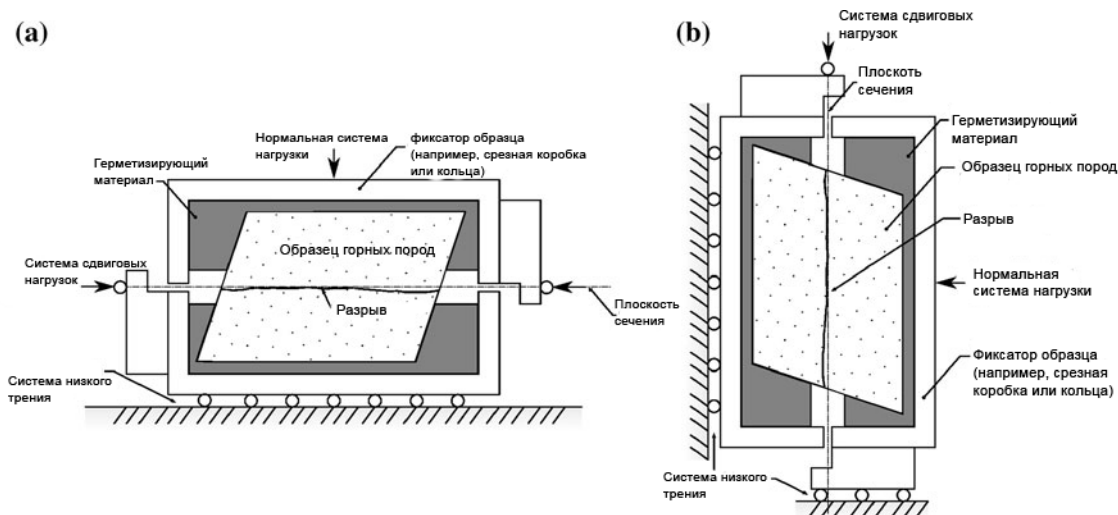 (a)
Нормальная система
нагрузки
фиксатор образца
(например, срезная коробка
или кольца)
Герметизирующий
материал
Образец горных пород
Система сдвиговых
нагрузок
Разрыв
Плоскость
сечения
Система низкого
трения
(b)
Система сдвиговых
нагрузок
Плоскоть
сечения
Герметизирующий
материал
Образец горных пород
Разрыв
Нормальная
система нагрузки
Фиксатор образца
(например, срезная
коробка или кольца)
Система низкого
трения